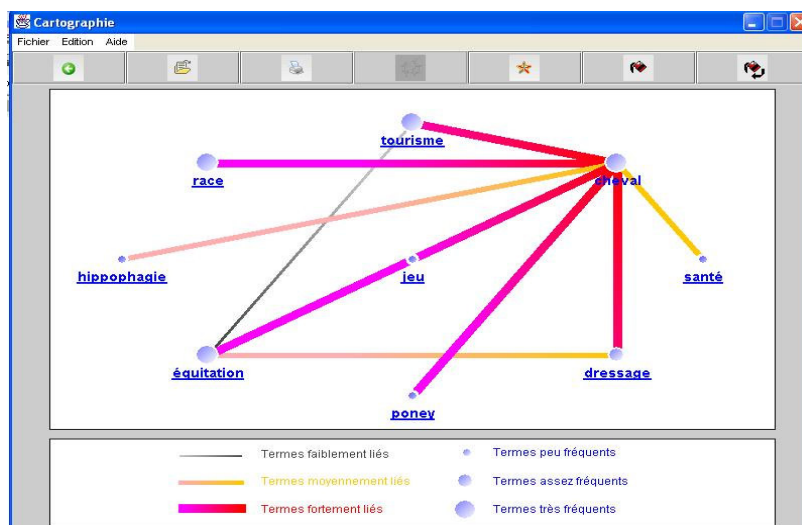 Cartographie
Fichier Edition Aide
tourisme
race
cheval
hippophagie
jeu
santé
équitation
dressage
poney
Termes faiblement liés
Termes peu fréquents
Termes moyennement liés
Termes assez fréquents
Termes fortement liés
Termes très fréquents